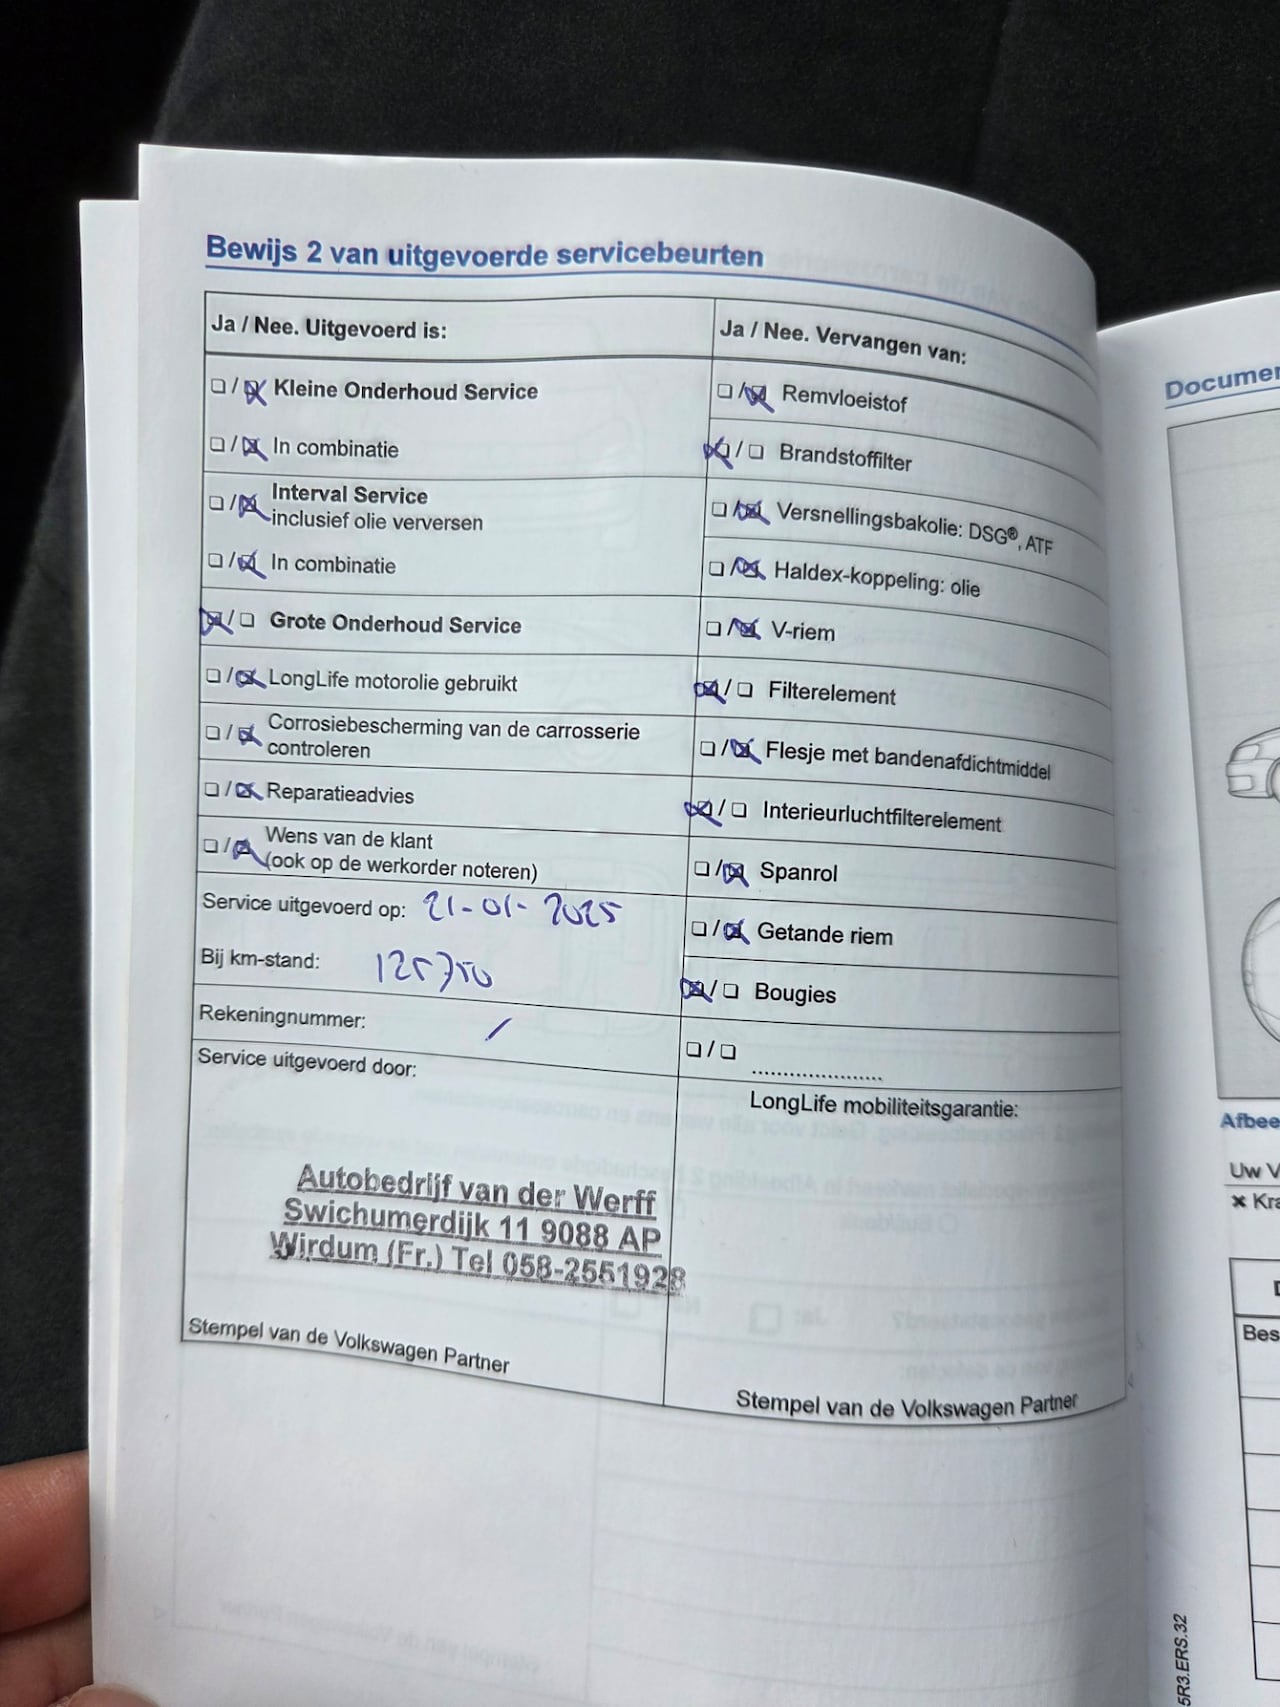 Bewijs 2 van uitgevoerde servicebeurten
Ja / Nee. Uitgevoerd is:
☐ / ☒ Kleine Onderhoud Service
☐ / ☒ In combinatie
☐ / ☒ Interval Service
inclusief olie verversen
☐ / ☒ In combinatie
☒ / ☐ Grote Onderhoud Service
☐ / ☒ LongLife motorolie gebruikt
☐ / ☒ Corrosiebescherming van de carrosserie
controleren
☐ / ☒ Reparatieadvies
☐ / ☒ Wens van de klant
(ook op de werkorder noteren)
Service uitgevoerd op: 21-01-2025
Bij km-stand: 125750
Rekeningnummer: /
Service uitgevoerd door:
Autobedrijf van der Werff
Swichumerdijk 11 9088 AP
Wirdum (Fr.) Tel 058-2551928
Stempel van de Volkswagen Partner
Ja / Nee. Vervangen van:
☐ / ☒ Remvloeistof
☒ / ☐ Brandstoffilter
☐ / ☒ Versnellingsbakolie: DSG®, ATF
☐ / ☒ Haldex-koppeling: olie
☐ / ☒ V-riem
☒ / ☐ Filterelement
☐ / ☒ Flesje met bandenafdichtmiddel
☒ / ☐ Interieurluchtfilterelement
☐ / ☒ Spanrol
☐ / ☒ Getande riem
☒ / ☐ Bougies
☐ / ☐ .....................
LongLife mobiliteitsgarantie:
Stempel van de Volkswagen Partner
Documen
Afbee
Uw V
× Kra
Bes
5R3.ERS.32